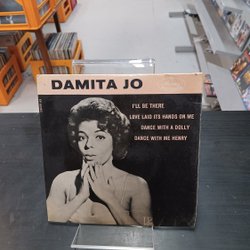 DAMITA JO
I'LL BE THERE
LOVE LAID ITS HANDS ON ME
DANCE WITH A DOLLY
DANCE WITH ME HENRY